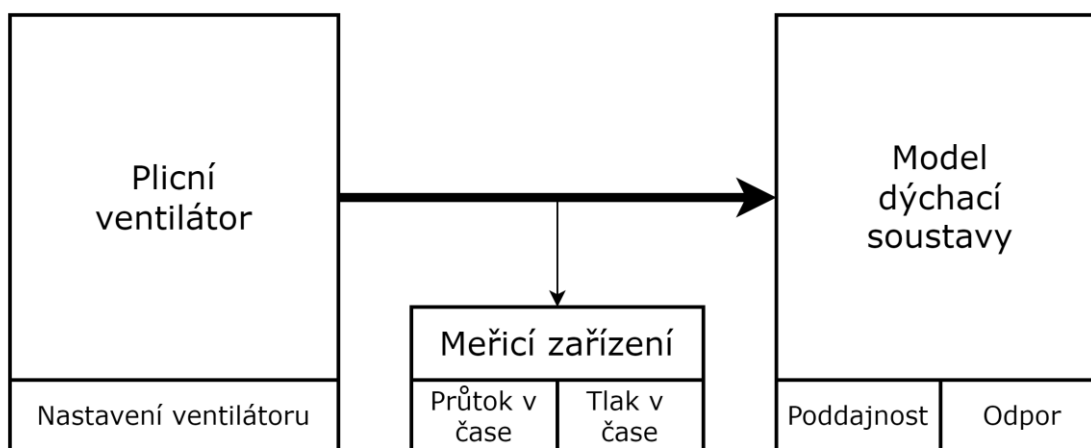 Plicní
ventilátor
Nastavení ventilátoru
Meřicí zařízení
Průtok v
čase
Tlak v
čase
Model
dýchací
soustavy
Poddajnost
Odpor